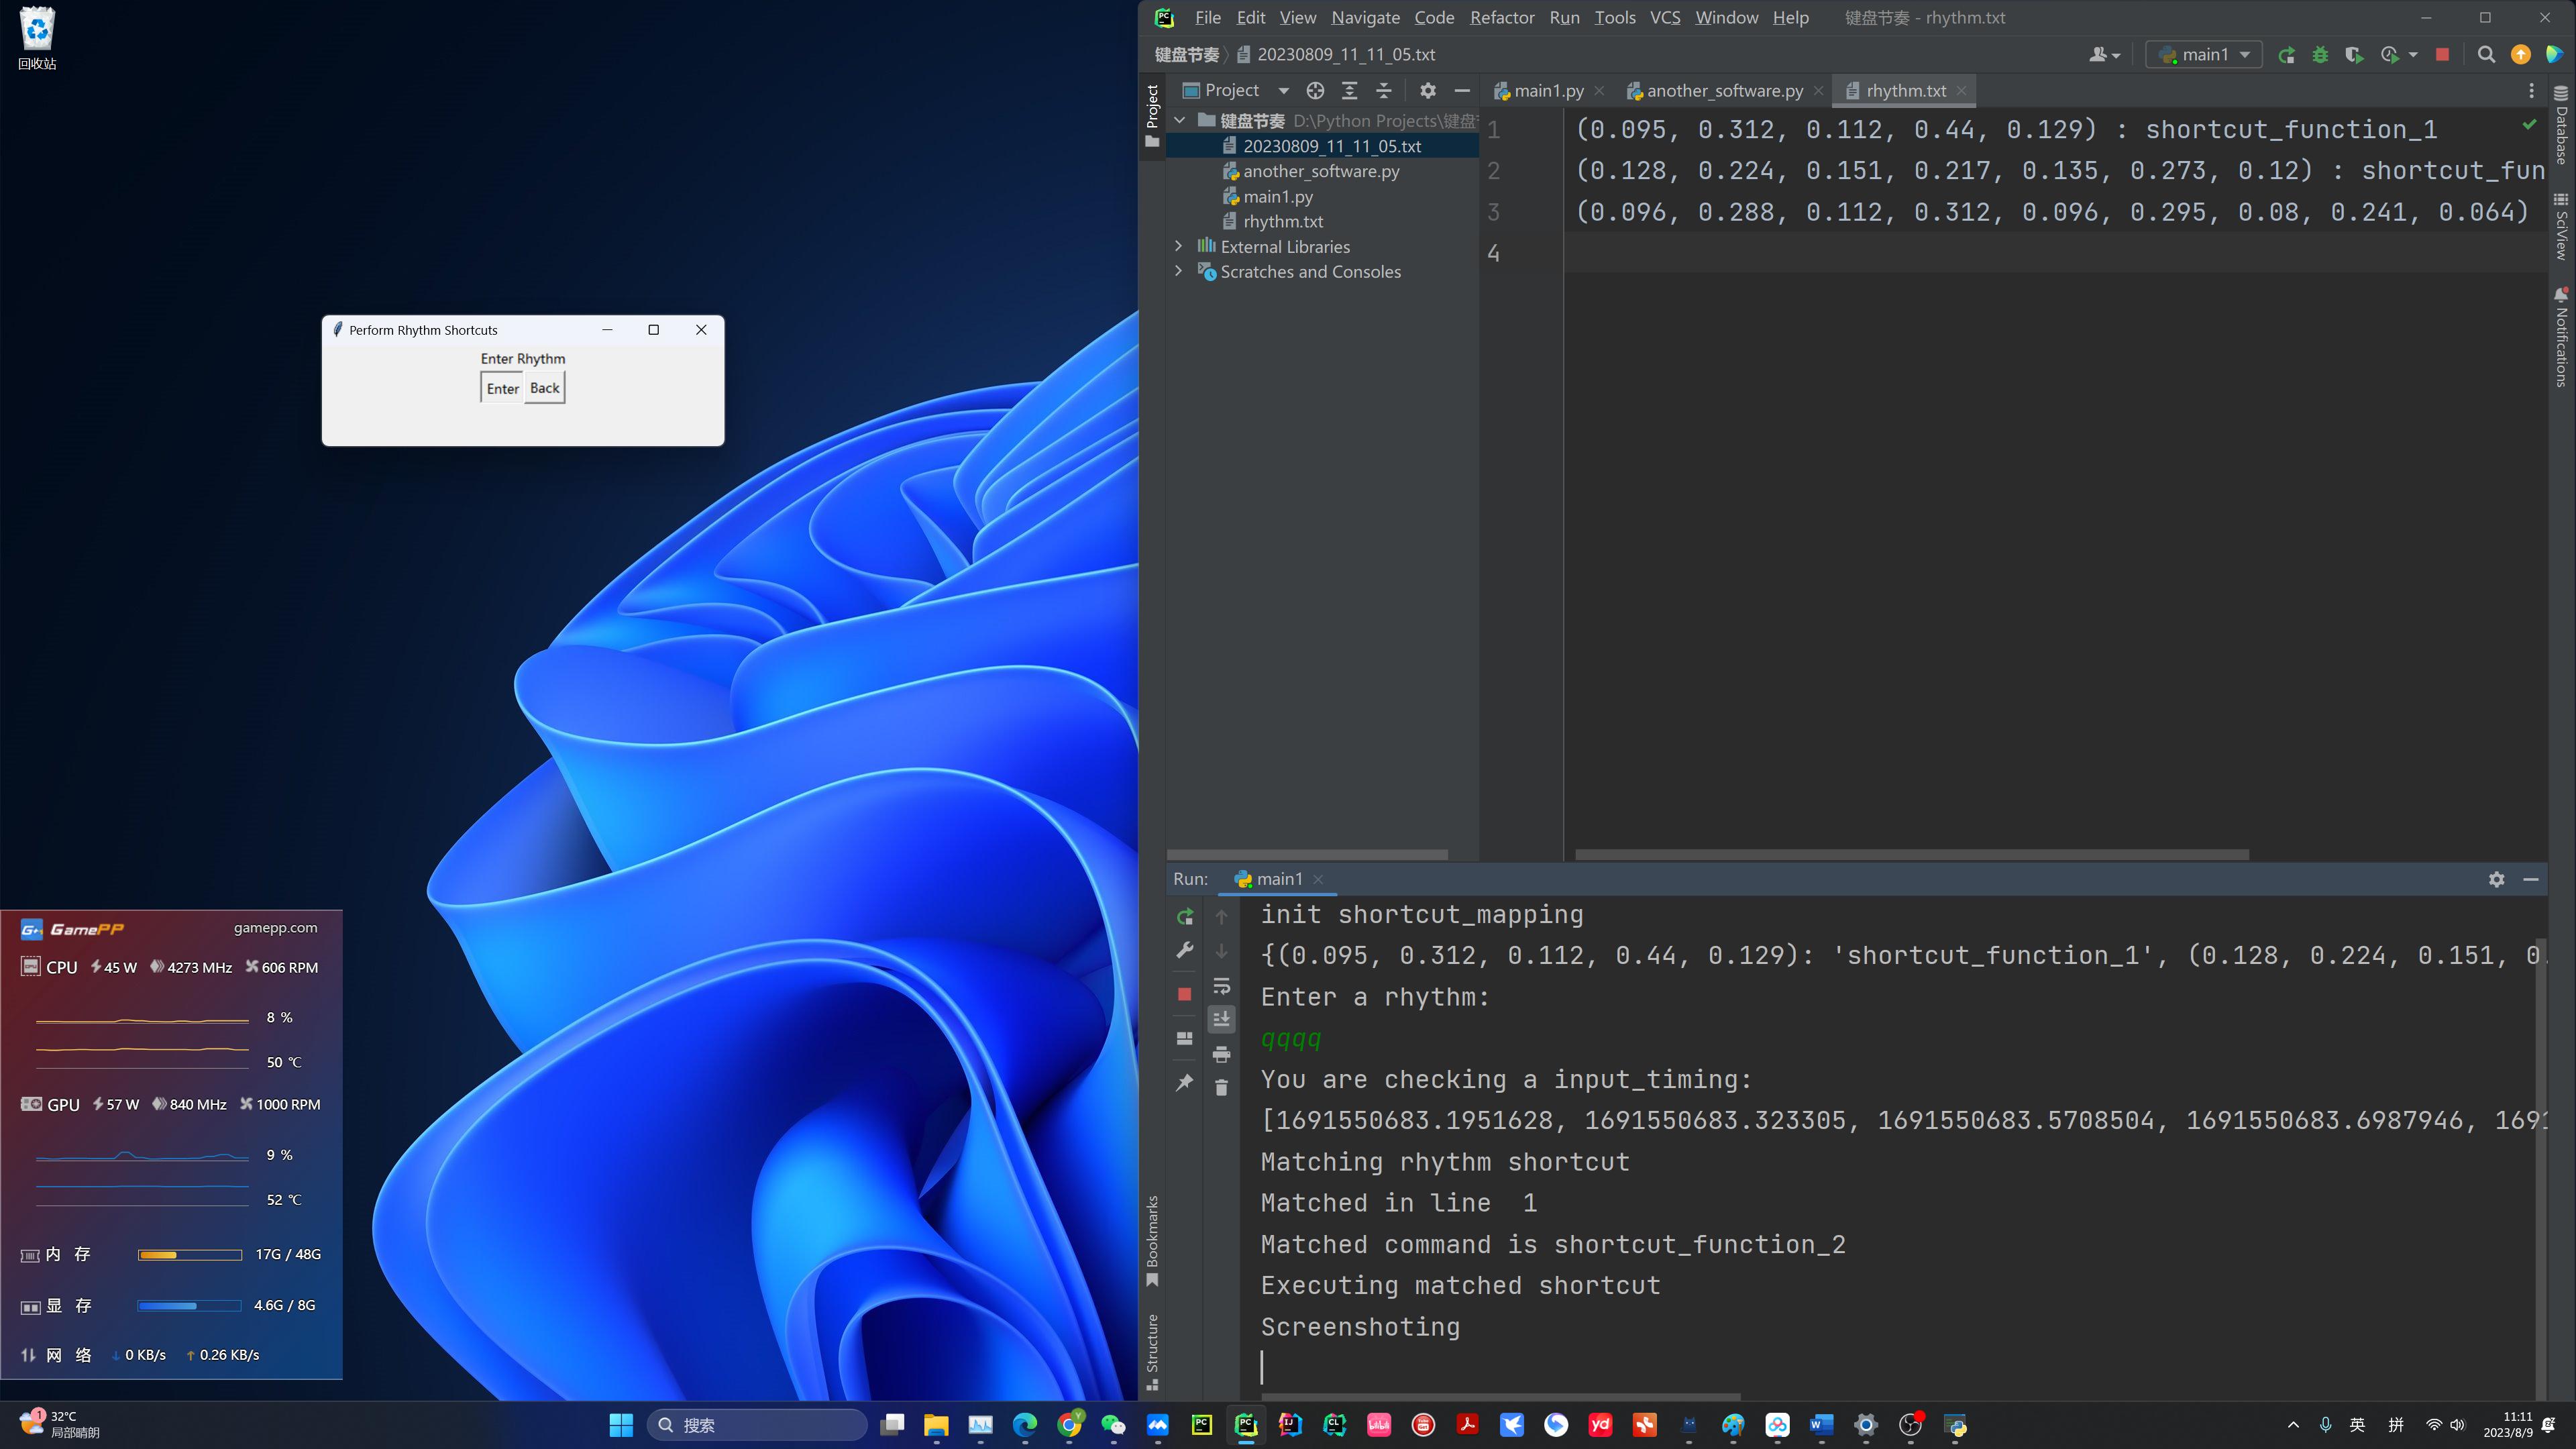 回收站
Perform Rhythm Shortcuts
Enter Rhythm
Enter Back
G+ GamePP gamepp.com
CPU 45 W 4273 MHz 606 RPM
8 %
50 ℃
GPU 57 W 840 MHz 1000 RPM
9 %
52 ℃
内 存 17G / 48G
显 存 4.6G / 8G
网 络 ↓ 0 KB/s ↑ 0.26 KB/s
PC File Edit View Navigate Code Refactor Run Tools VCS Window Help 键盘节奏 - rhythm.txt
键盘节奏 20230809_11_11_05.txt main1
Project
Project main1.py another_software.py rhythm.txt
键盘节奏 D:\Python Projects\键盘
20230809_11_11_05.txt
another_software.py
main1.py
rhythm.txt
External Libraries
Scratches and Consoles
1 (0.095, 0.312, 0.112, 0.44, 0.129) : shortcut_function_1
2 (0.128, 0.224, 0.151, 0.217, 0.135, 0.273, 0.12) : shortcut_fun
3 (0.096, 0.288, 0.112, 0.312, 0.096, 0.295, 0.08, 0.241, 0.064)
4
Database
SciView
Notifications
Run: main1
init shortcut_mapping
{(0.095, 0.312, 0.112, 0.44, 0.129): 'shortcut_function_1', (0.128, 0.224, 0.151, 0.
Enter a rhythm:
qqqq
You are checking a input_timing:
[1691550683.1951628, 1691550683.323305, 1691550683.5708504, 1691550683.6987946, 1691
Matching rhythm shortcut
Matched in line  1
Matched command is shortcut_function_2
Executing matched shortcut
Screenshoting
Bookmarks
Structure
1 32°C
局部晴朗
搜索
英 拼
11:11
2023/8/9